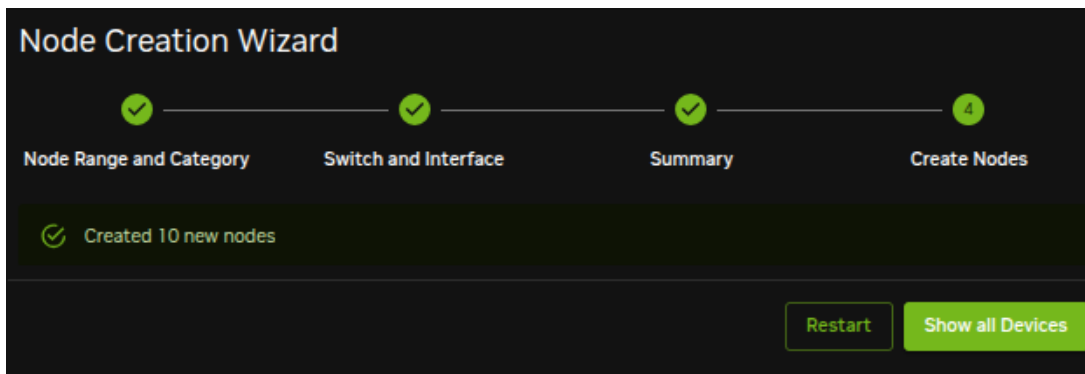 Node Creation Wizard
4
Node Range and Category
Switch and Interface
Summary
Create Nodes
Created 10 new nodes
Restart
Show all Devices